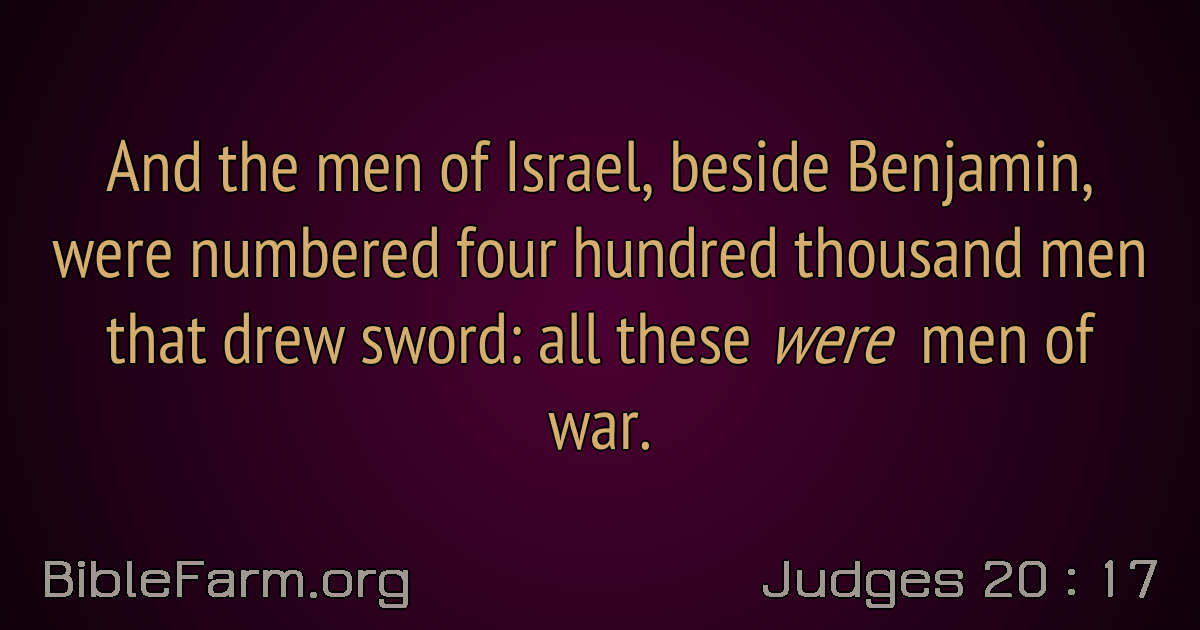 And the men of Israel, beside Benjamin,
were numbered four hundred thousand men
that drew sword: all these were men of
war.
BibleFarm.org
Judges 20 : 17